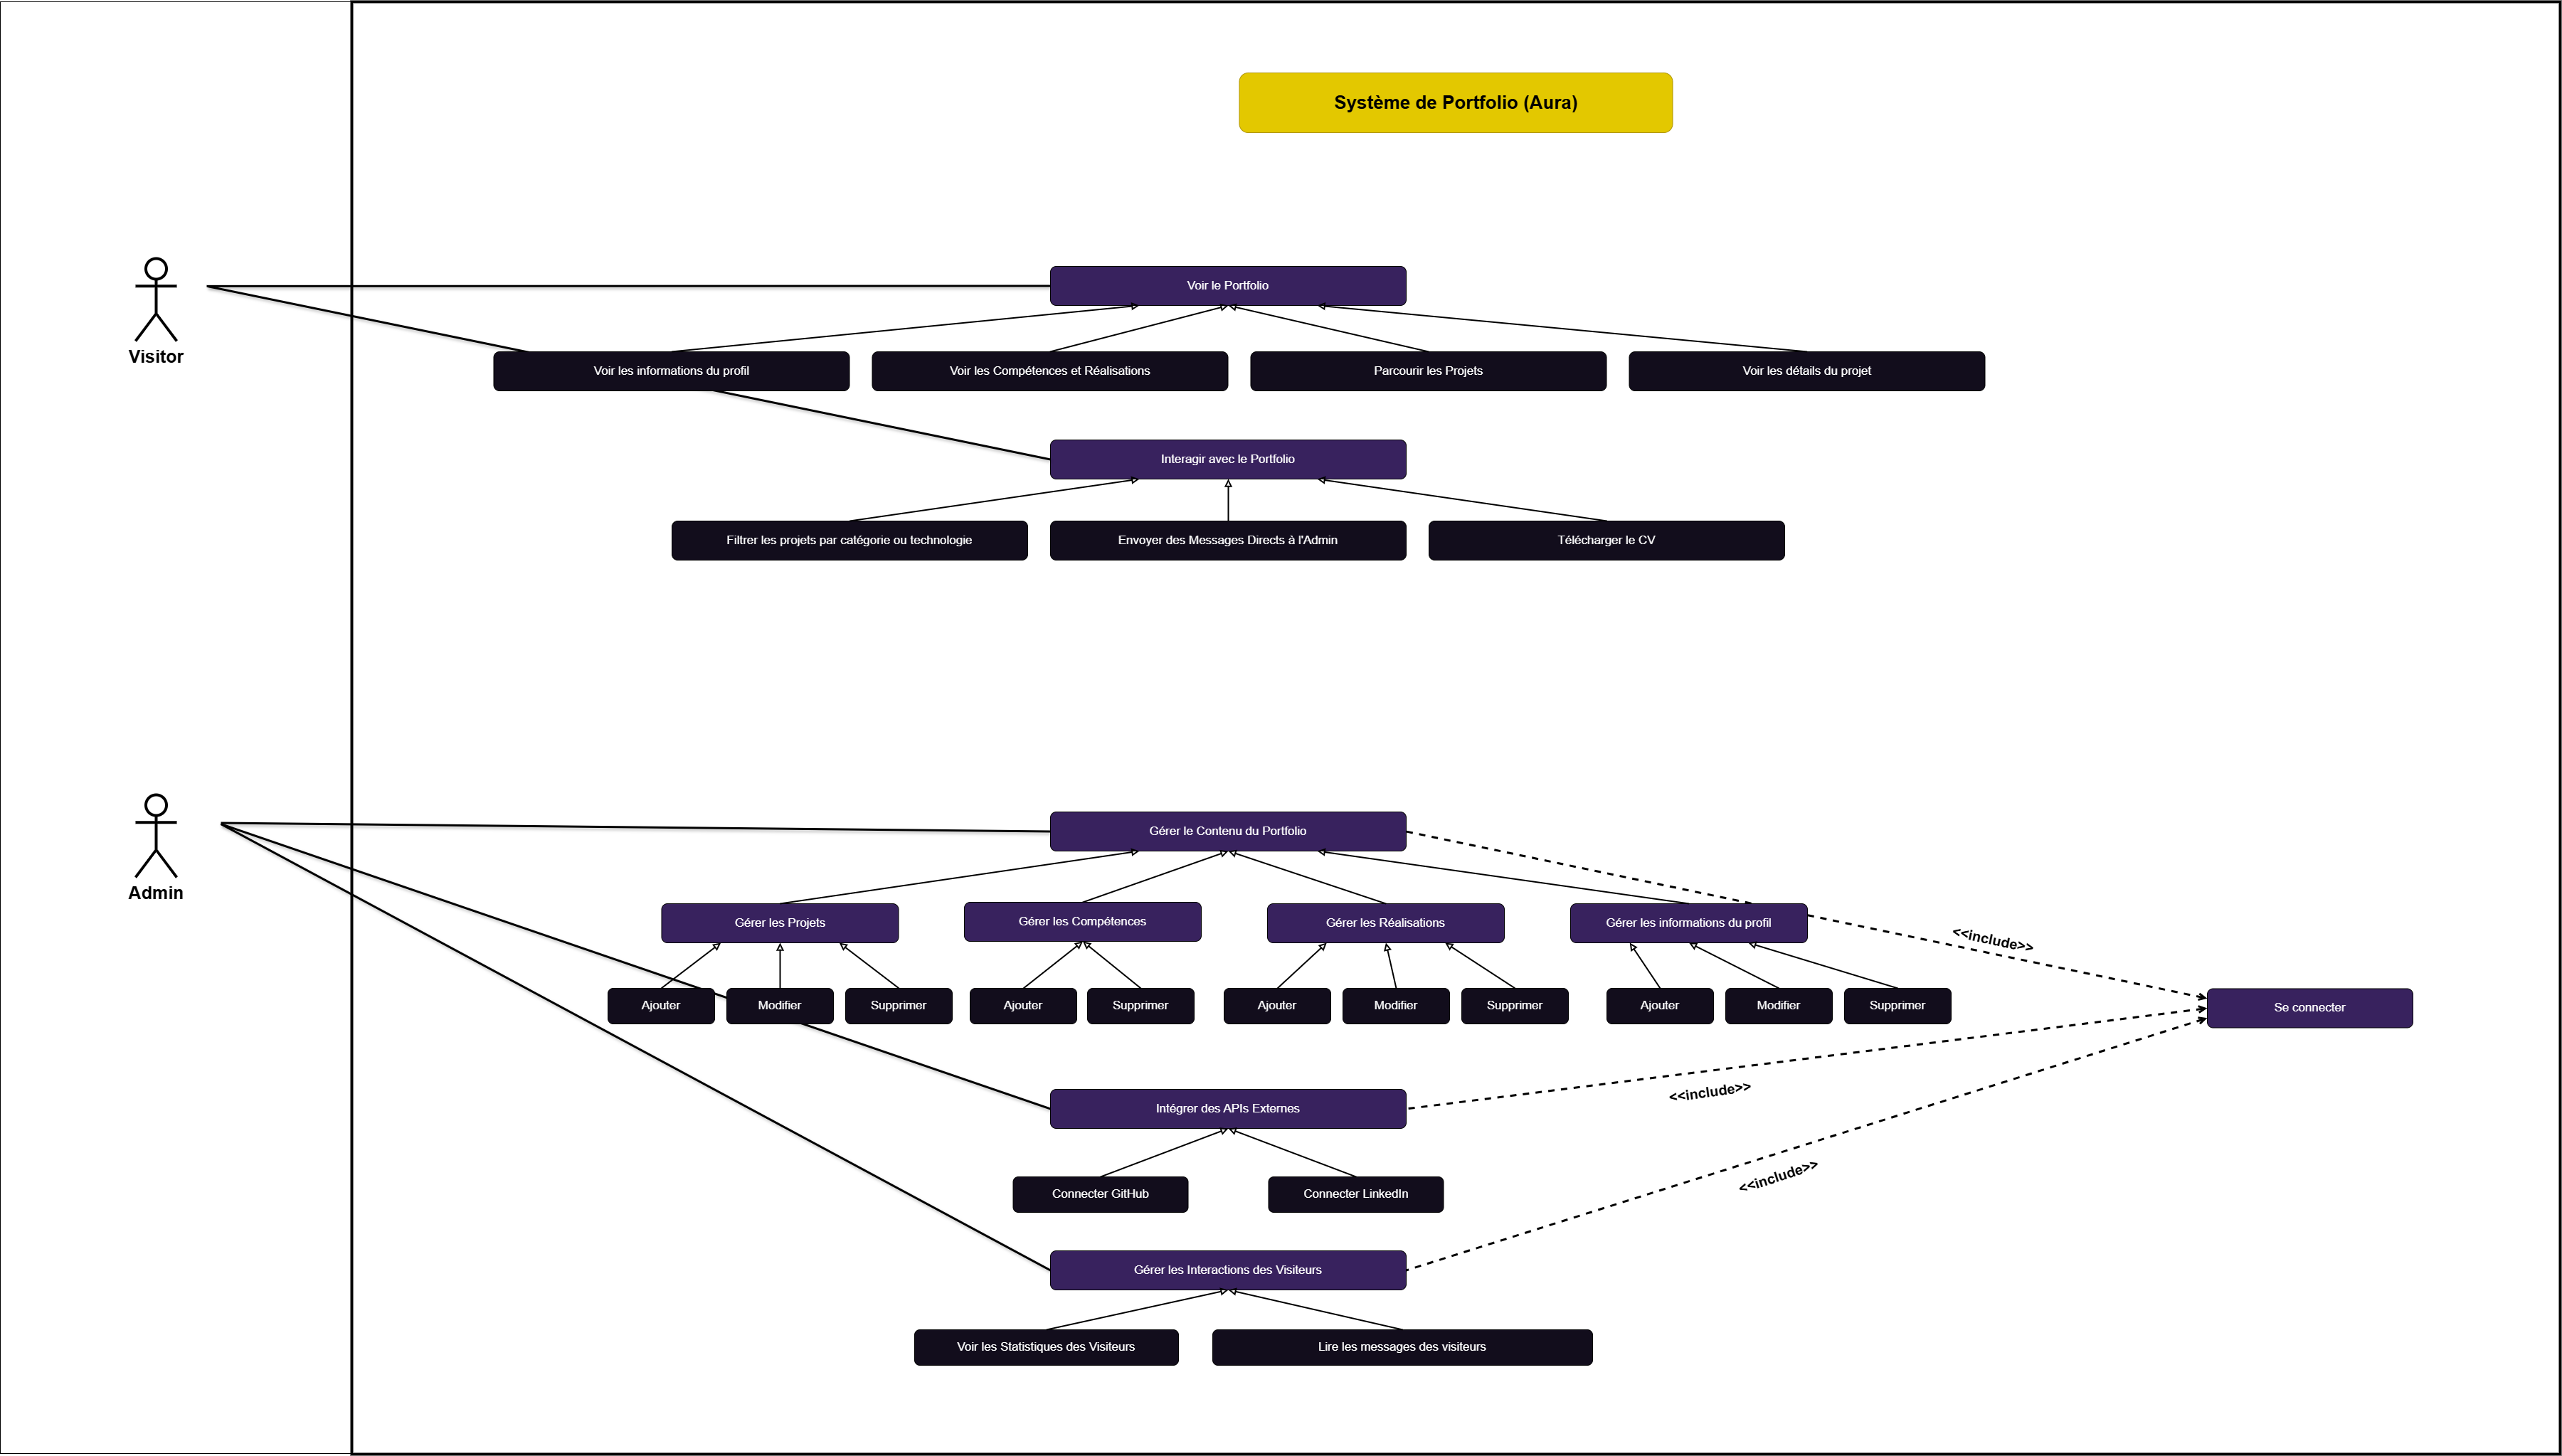 Système de Portfolio (Aura)
Visitor
Voir le Portfolio
Voir les informations du profil
Voir les Compétences et Réalisations
Parcourir les Projets
Voir les détails du projet
Interagir avec le Portfolio
Filtrer les projets par catégorie ou technologie
Envoyer des Messages Directs à l'Admin
Télécharger le CV
Admin
Gérer le Contenu du Portfolio
Gérer les Projets
Gérer les Compétences
Gérer les Réalisations
Gérer les informations du profil
<<include>>
Ajouter
Modifier
Supprimer
Ajouter
Supprimer
Ajouter
Modifier
Supprimer
Ajouter
Modifier
Supprimer
Se connecter
<<include>>
Intégrer des APIs Externes
Connecter GitHub
Connecter LinkedIn
<<include>>
Gérer les Interactions des Visiteurs
Voir les Statistiques des Visiteurs
Lire les messages des visiteurs